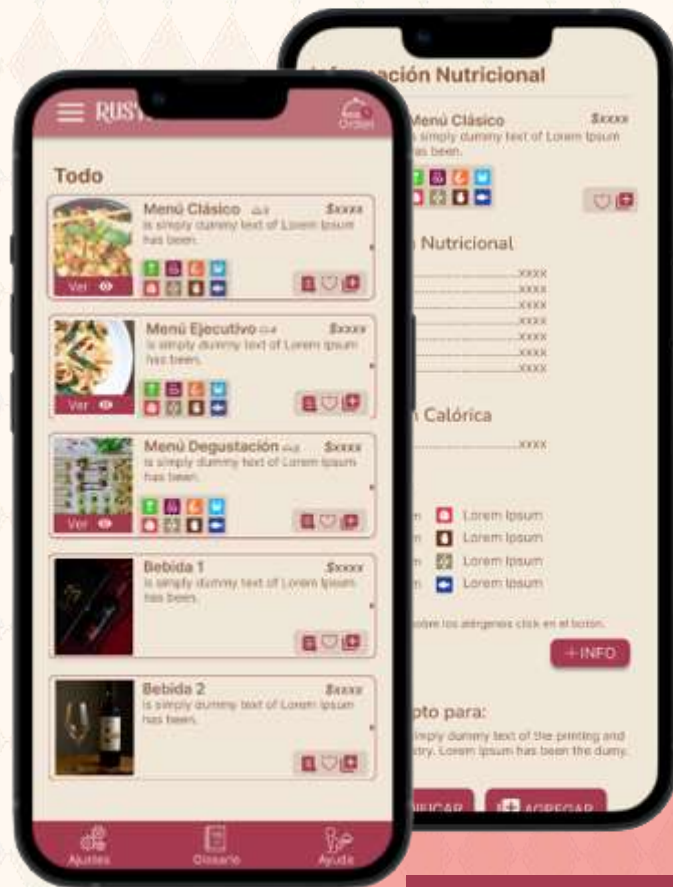 RUST
Orden
Todo
Menú Clásico $xxxx
is simply dummy text of Lorem Ipsum
has been.
Ver
Menú Ejecutivo $xxxx
is simply dummy text of Lorem Ipsum
has been.
Ver
Menú Degustación $xxxx
is simply dummy text of Lorem Ipsum
has been.
Ver
Bebida 1 $xxxx
is simply dummy text of Lorem Ipsum
has been.
Bebida 2 $xxxx
is simply dummy text of Lorem Ipsum
has been.
Ajustes Glosario Ayuda
ación Nutricional
Menú Clásico $xxxx
simply dummy text of Lorem Ipsum
as been.
Nutricional
xxxx
xxxx
xxxx
xxxx
xxxx
xxxx
xxxx
Calórica
xxxx
Lorem Ipsum
Lorem Ipsum
Lorem Ipsum
Lorem Ipsum
sobre los alérgenos click en el botón.
+INFO
pto para:
imply dummy text of the printing and
stry. Lorem Ipsum has been the dumy.
AGREGAR